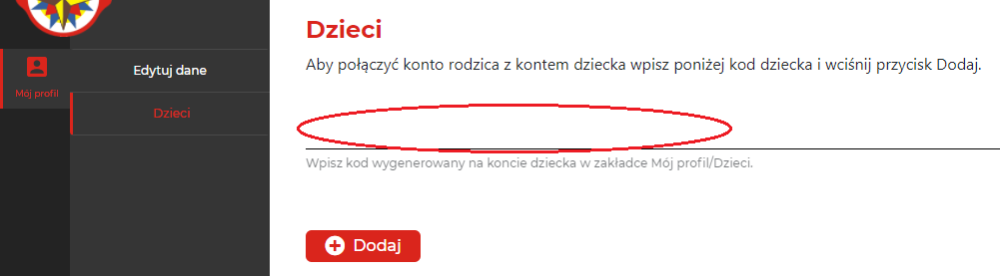 Dzieci
Aby połączyć konto rodzica z kontem dziecka wpisz poniżej kod dziecka i wciśnij przycisk Dodaj.
Mój profil
Edytuj dane
Dzieci
Wpisz kod wygenerowany na koncie dziecka w zakładce Mój profil/Dzieci.
Dodaj